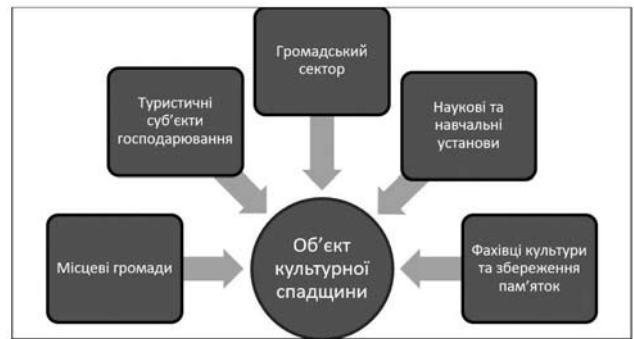 Громадський
сектор
Туристичні
суб’єкти
господарювання
Наукові та
навчальні
установи
Місцеві громади
Об’єкт
культурної
спадщини
Фахівці культури
та збереження
пам’яток